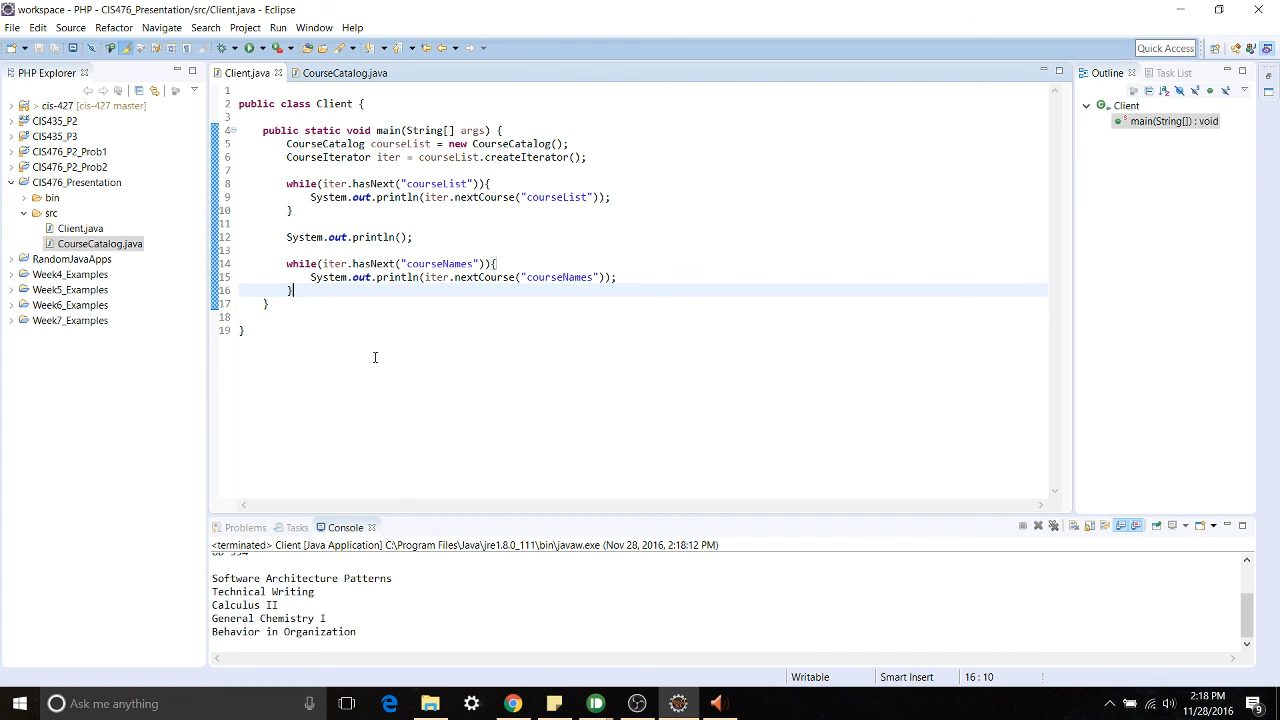 workspace - PHP - CIS476_Presentation/src/Client.java - Eclipse
File Edit Source Refactor Navigate Search Project Run Window Help
Quick Access
PHP Explorer
Client.java
CourseCatalog.java
Outline
Task List
> cis-427 [cis-427 master]
CIS435_P2
CIS435_P3
CIS476_P2_Prob1
CIS476_P2_Prob2
CIS476_Presentation
bin
src
Client.java
CourseCatalog.java
RandomJavaApps
Week4_Examples
Week5_Examples
Week6_Examples
Week7_Examples
1
2 public class Client {
3
4 public static void main(String[] args) {
5 CourseCatalog courseList = new CourseCatalog();
6 CourseIterator iter = courseList.createIterator();
7
8 while(iter.hasNext("courseList")){
9 System.out.println(iter.nextCourse("courseList"));
10 }
11
12 System.out.println();
13
14 while(iter.hasNext("courseNames")){
15 System.out.println(iter.nextCourse("courseNames"));
16 }
17 }
18
19 }
Client
main(String[]) : void
Problems Tasks Console
<terminated> Client [Java Application] C:\Program Files\Java\jre1.8.0_111\bin\javaw.exe (Nov 28, 2016, 2:18:12 PM)
Software Architecture Patterns
Technical Writing
Calculus II
General Chemistry I
Behavior in Organization
Writable Smart Insert 16 : 10
Ask me anything
2:18 PM
11/28/2016